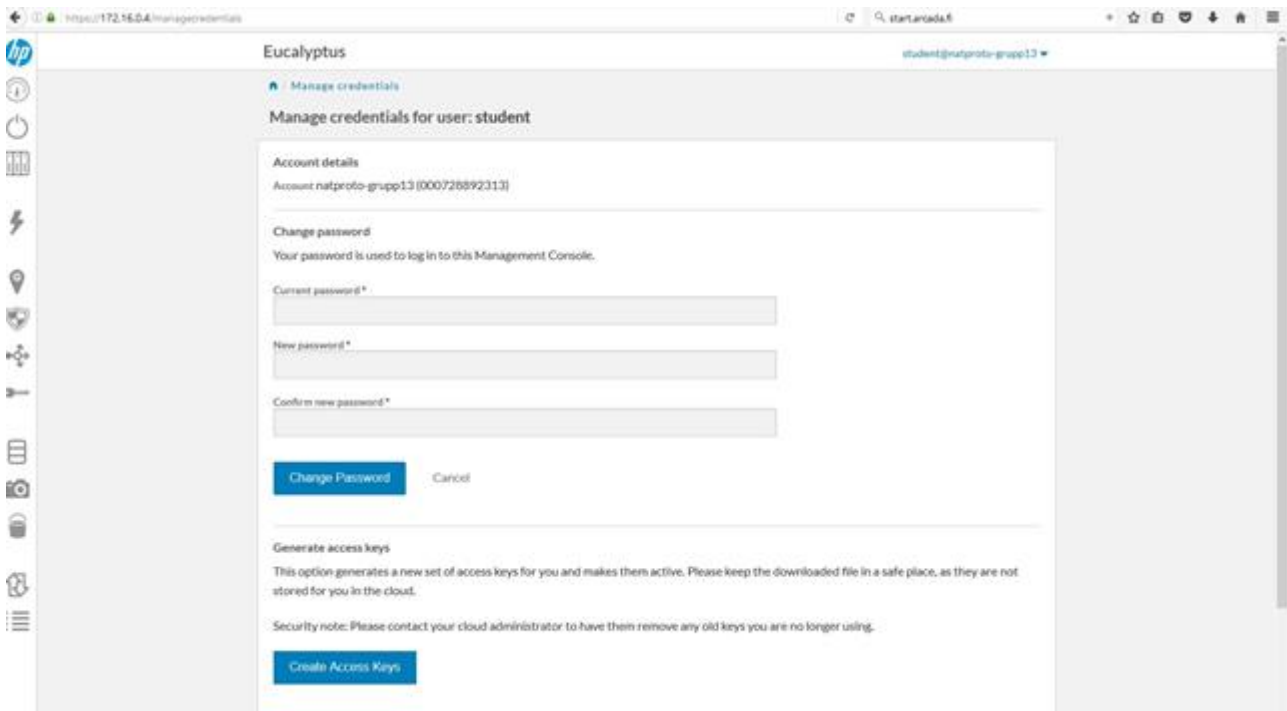 https://172.16.0.4/managecredentials
start.arcada.fi
hp
Eucalyptus
student@natproto-grupp13
/ Manage credentials
Manage credentials for user: student
Account details
Account natproto-grupp13 (000728892313)
Change password
Your password is used to log in to this Management Console.
Current password *
New password *
Confirm new password *
Change Password
Cancel
Generate access keys
This option generates a new set of access keys for you and makes them active. Please keep the downloaded file in a safe place, as they are not
stored for you in the cloud.
Security note: Please contact your cloud administrator to have them remove any old keys you are no longer using.
Create Access Keys